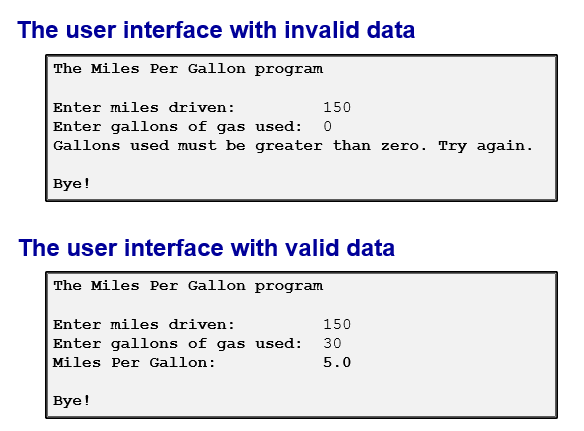 The user interface with invalid data
The Miles Per Gallon program
Enter miles driven: 150
Enter gallons of gas used: 0
Gallons used must be greater than zero. Try again.
Bye!
The user interface with valid data
The Miles Per Gallon program
Enter miles driven: 150
Enter gallons of gas used: 30
Miles Per Gallon: 5.0
Bye!